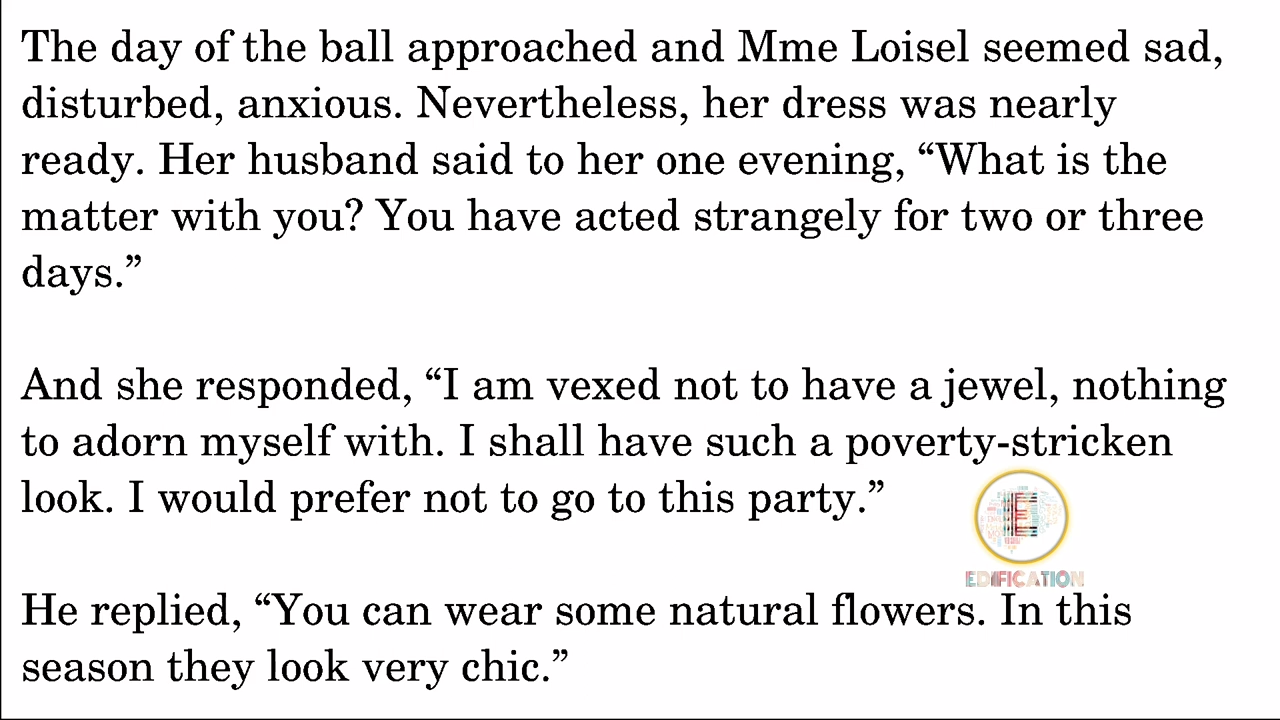 The day of the ball approached and Mme Loisel seemed sad,
disturbed, anxious. Nevertheless, her dress was nearly
ready. Her husband said to her one evening, “What is the
matter with you? You have acted strangely for two or three
days.”
And she responded, “I am vexed not to have a jewel, nothing
to adorn myself with. I shall have such a poverty-stricken
look. I would prefer not to go to this party.”
EDIFICATION
He replied, “You can wear some natural flowers. In this
season they look very chic.”